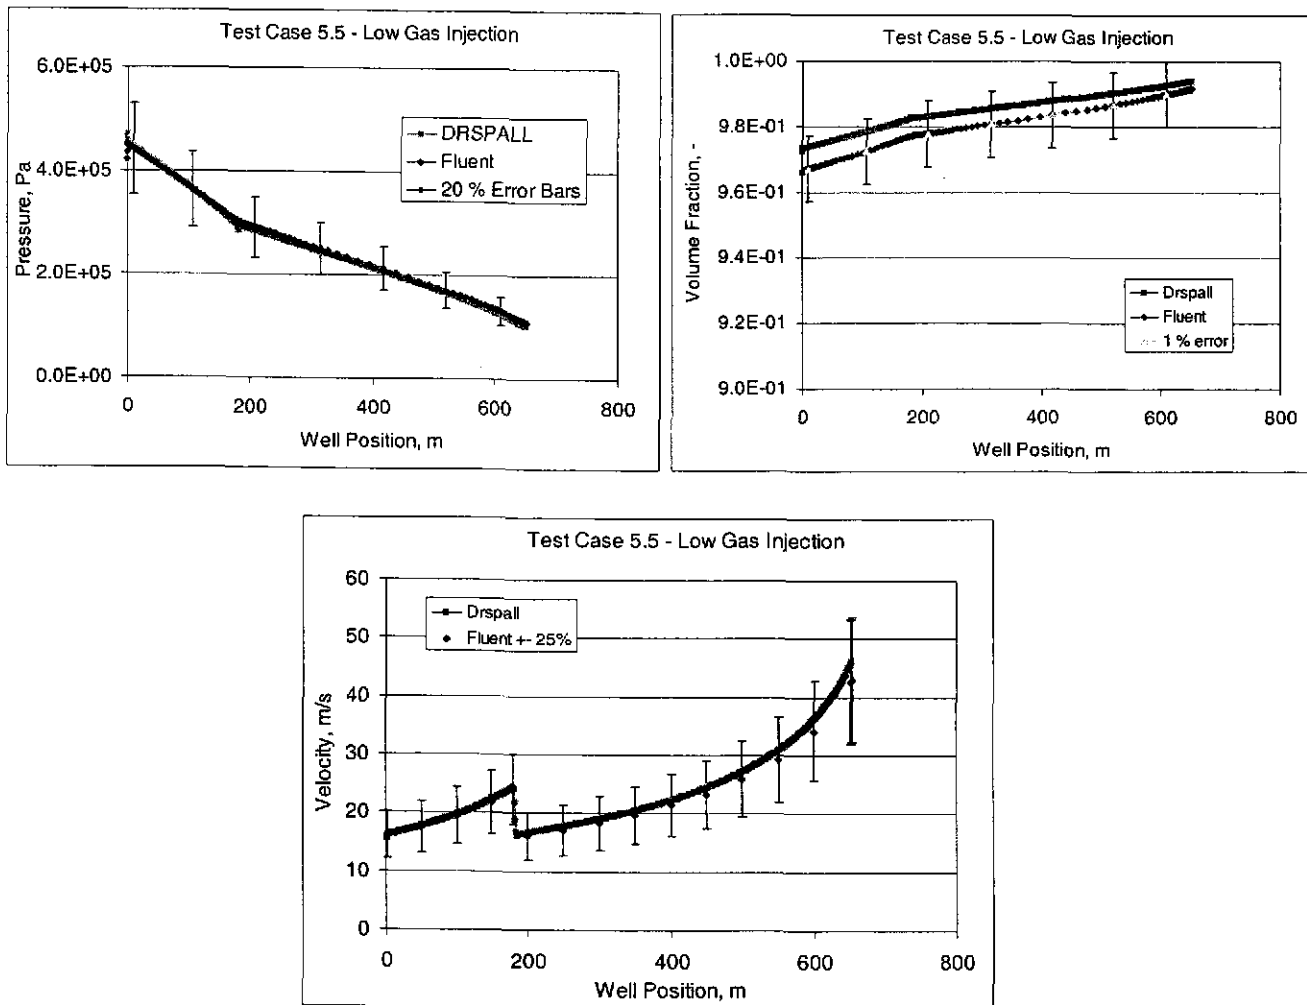 Test Case 5.5 - Low Gas Injection
6.0E+05
4.0E+05
2.0E+05
0.0E+00
Pressure, Pa
DRSPALL
Fluent
20 % Error Bars
0 200 400 600 800
Well Position, m
Test Case 5.5 - Low Gas Injection
1.0E+00
9.8E-01
9.6E-01
9.4E-01
9.2E-01
9.0E-01
Volume Fraction, -
Drspall
Fluent
1 % error
0 200 400 600 800
Well Position, m
Test Case 5.5 - Low Gas Injection
60
50
40
30
20
10
0
Velocity, m/s
Drspall
Fluent +- 25%
0 200 400 600 800
Well Position, m